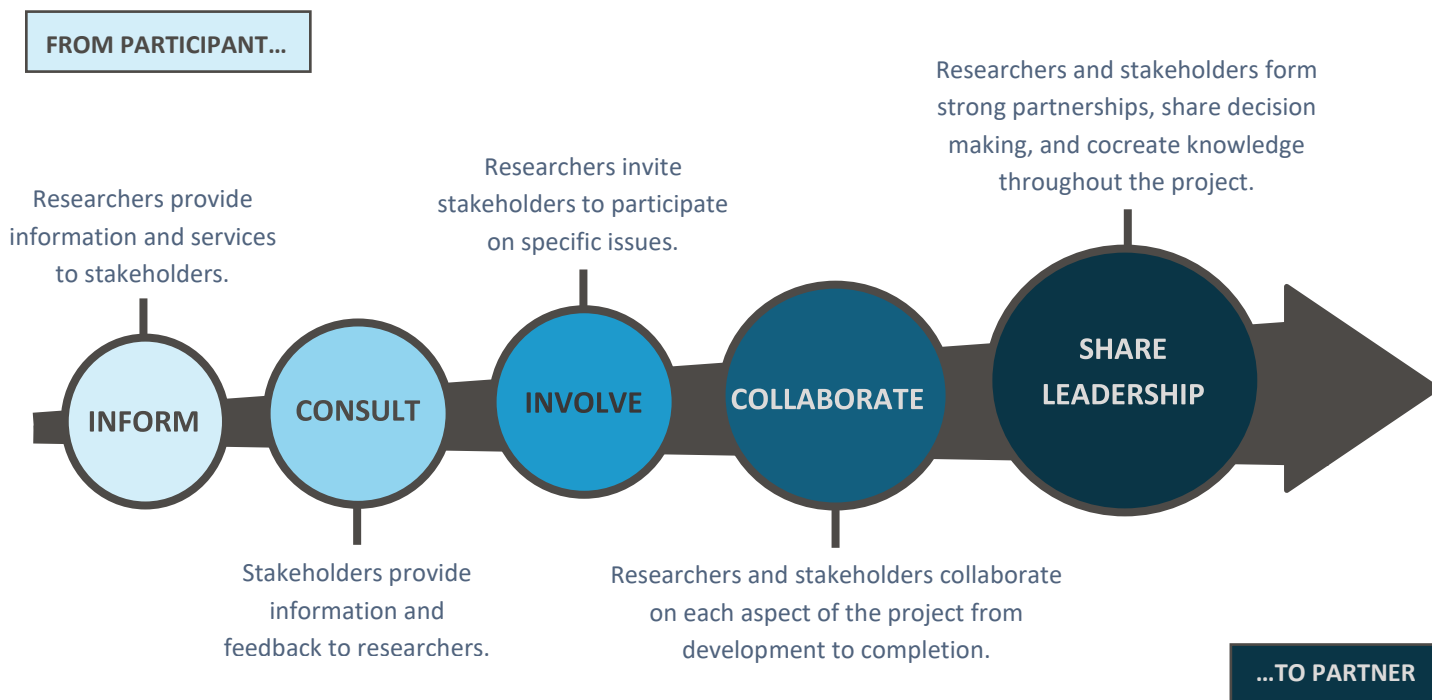 FROM PARTICIPANT…
Researchers provide
information and services
to stakeholders.
INFORM
Stakeholders provide
information and
feedback to researchers.
CONSULT
Researchers invite
stakeholders to participate
on specific issues.
INVOLVE
Researchers and stakeholders collaborate
on each aspect of the project from
development to completion.
COLLABORATE
Researchers and stakeholders form
strong partnerships, share decision
making, and cocreate knowledge
throughout the project.
SHARE
LEADERSHIP
…TO PARTNER